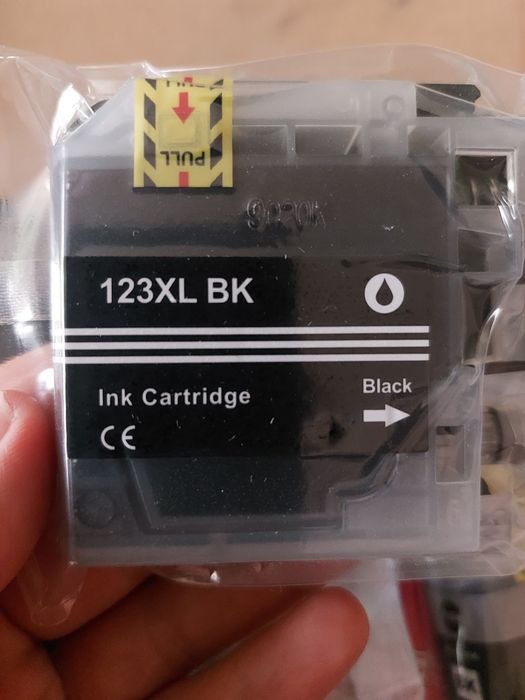 PULL
123XL BK
Ink Cartridge
Black
CE